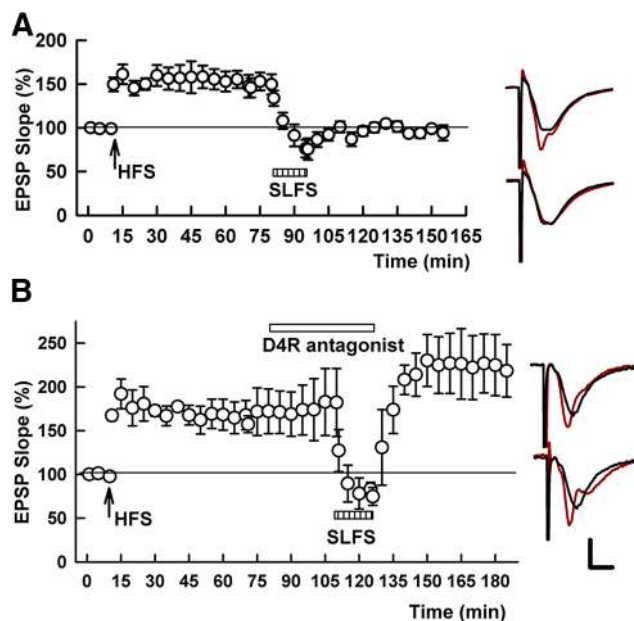 A
EPSP Slope (%)
200
150
100
50
0
HFS
SLFS
0 15 30 45 60 75 90 105 120 135 150 165
Time (min)
B
EPSP Slope (%)
250
200
150
100
50
0
D4R antagonist
HFS
SLFS
0 15 30 45 60 75 90 105 120 135 150 165 180
Time (min)